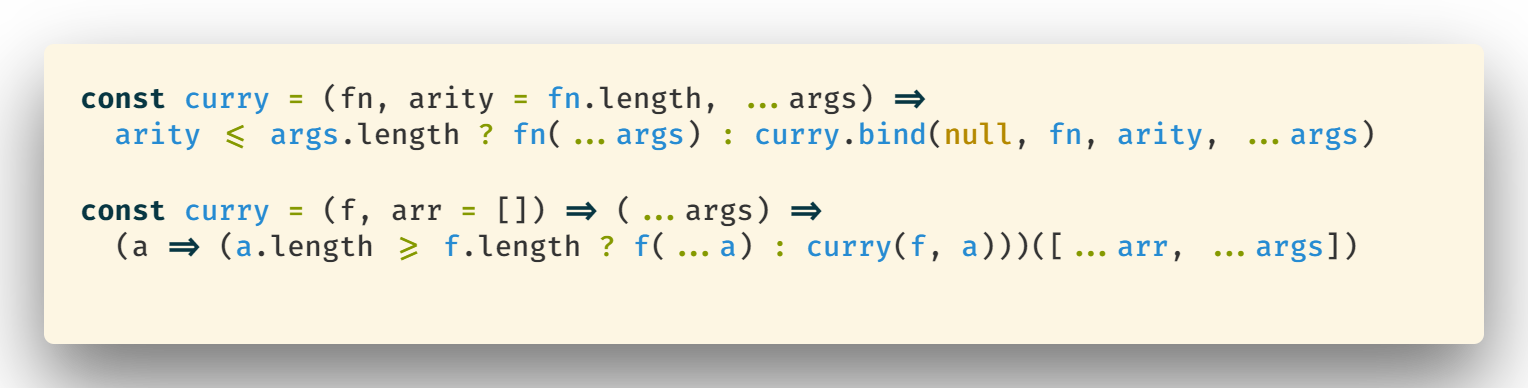 const curry = (fn, arity = fn.length, ...args) =>
  arity <= args.length ? fn(...args) : curry.bind(null, fn, arity, ...args)
const curry = (f, arr = []) => (...args) =>
  (a => (a.length >= f.length ? f(...a) : curry(f, a)))([...arr, ...args])